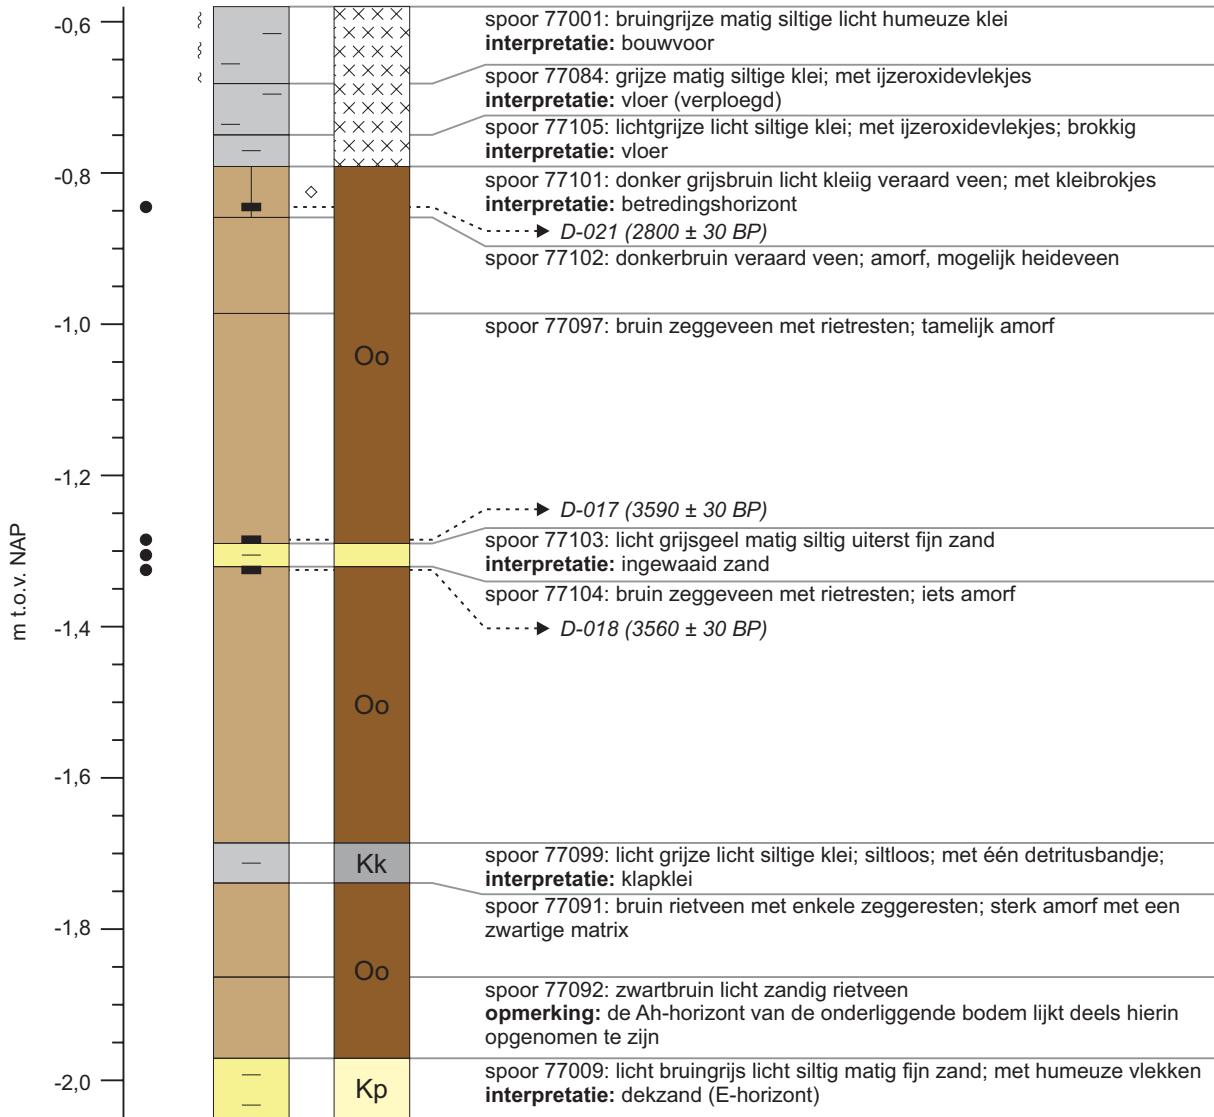 -0,6
-0,8
-1,0
-1,2
-1,4
-1,6
-1,8
-2,0
m t.o.v. NAP
Oo
Oo
Kk
Oo
Kp
spoor 77001: bruingrijze matig siltige licht humeuze klei
interpretatie: bouwvoor
spoor 77084: grijze matig siltige klei; met ijzeroxidevlekjes
interpretatie: vloer (verploegd)
spoor 77105: lichtgrijze licht siltige klei; met ijzeroxidevlekjes; brokkig
interpretatie: vloer
spoor 77101: donker grijsbruin licht kleiig veraard veen; met kleibrokjes
interpretatie: betredingshorizont
D-021 (2800 ± 30 BP)
spoor 77102: donkerbruin veraard veen; amorf, mogelijk heideveen
spoor 77097: bruin zeggeveen met rietresten; tamelijk amorf
D-017 (3590 ± 30 BP)
spoor 77103: licht grijsgeel matig siltig uiterst fijn zand
interpretatie: ingewaaid zand
spoor 77104: bruin zeggeveen met rietresten; iets amorf
D-018 (3560 ± 30 BP)
spoor 77099: licht grijze licht siltige klei; siltloos; met één detritusbandje;
interpretatie: klapklei
spoor 77091: bruin rietveen met enkele zeggeresten; sterk amorf met een
zwartige matrix
spoor 77092: zwartbruin licht zandig rietveen
opmerking: de Ah-horizont van de onderliggende bodem lijkt deels hierin
opgenomen te zijn
spoor 77009: licht bruingrijs licht siltig matig fijn zand; met humeuze vlekken
interpretatie: dekzand (E-horizont)